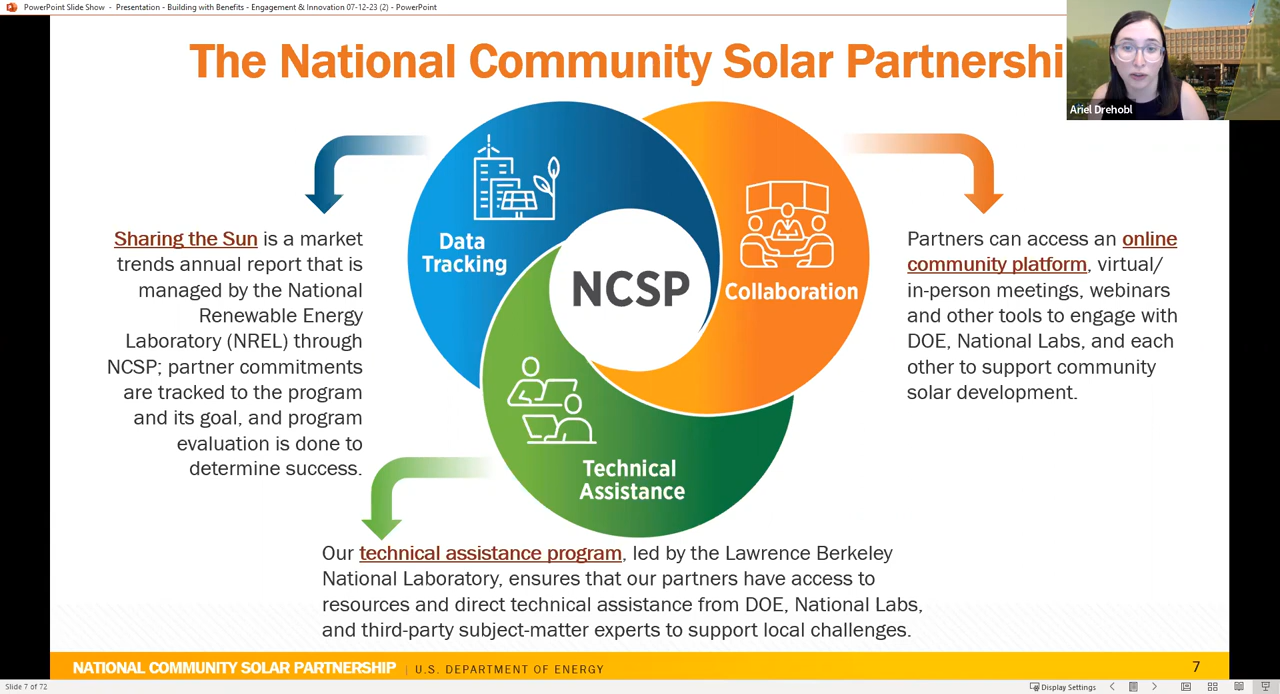 PowerPoint Slide Show - Presentation - Building with Benefits - Engagement & Innovation 07-12-23 (2) - PowerPoint
The National Community Solar Partnershi
Ariel Drehobl
Data
Tracking
NCSP
Collaboration
Technical
Assistance
Sharing the Sun is a market
trends annual report that is
managed by the National
Renewable Energy
Laboratory (NREL) through
NCSP; partner commitments
are tracked to the program
and its goal, and program
evaluation is done to
determine success.
Partners can access an online
community platform, virtual/
in-person meetings, webinars
and other tools to engage with
DOE, National Labs, and each
other to support community
solar development.
Our technical assistance program, led by the Lawrence Berkeley
National Laboratory, ensures that our partners have access to
resources and direct technical assistance from DOE, National Labs,
and third-party subject-matter experts to support local challenges.
NATIONAL COMMUNITY SOLAR PARTNERSHIP | U.S. DEPARTMENT OF ENERGY
7
Slide 7 of 72
Display Settings